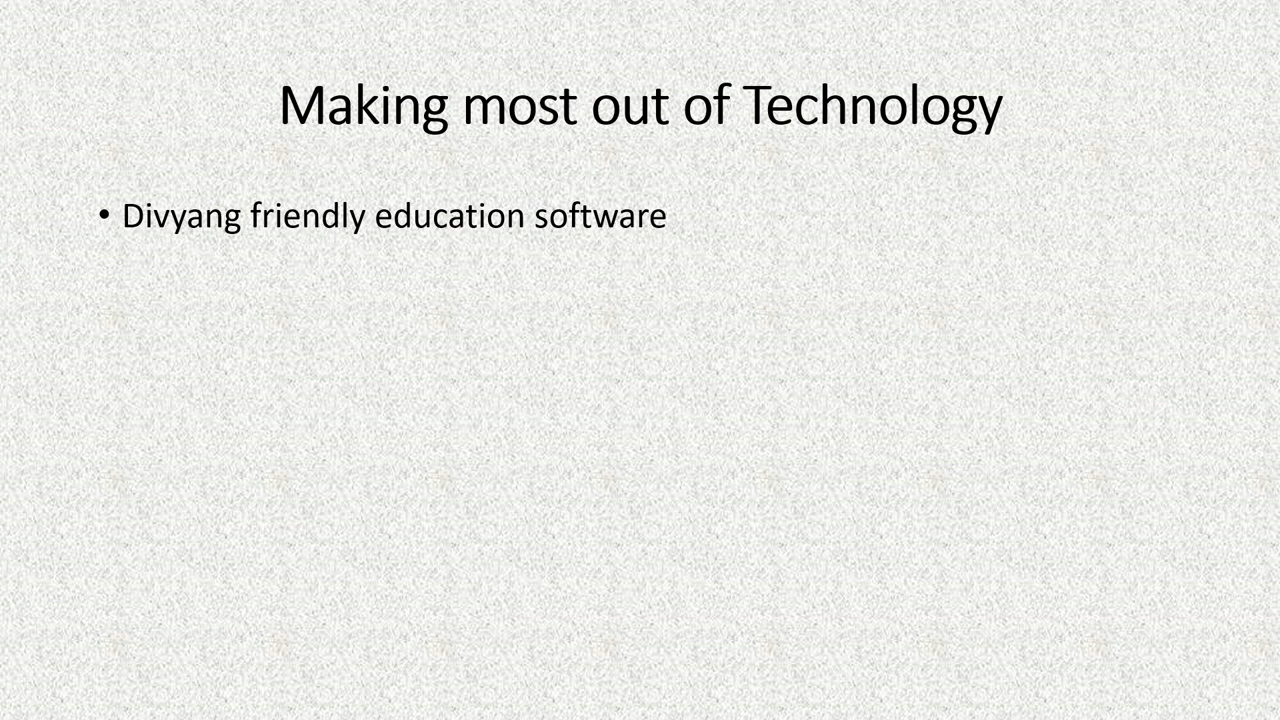 Making most out of Technology
• Divyang friendly education software